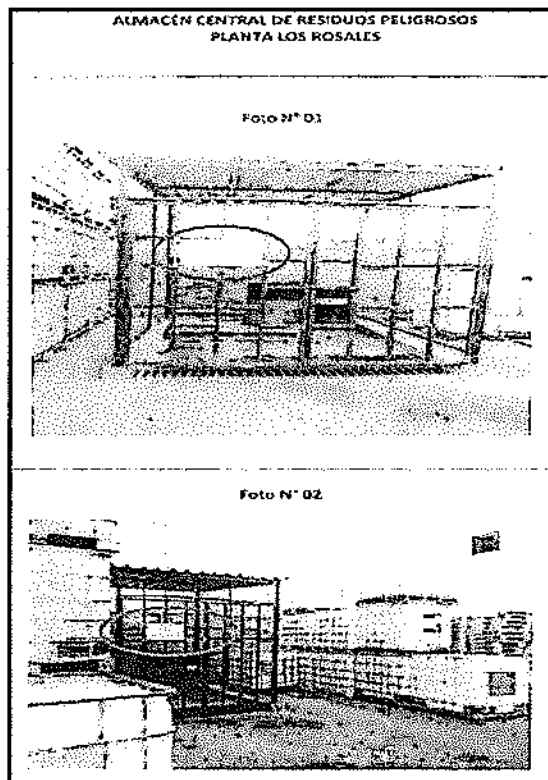 ALMACÉN CENTRAL DE RESIDUOS PELIGROSOS
PLANTA LOS ROSALES
Foto N° 01
Foto N° 02